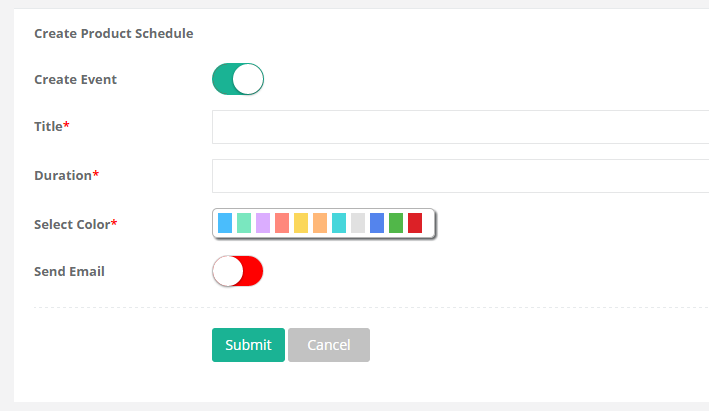 Create Product Schedule
Create Event
Title*
Duration*
Select Color*
Send Email
Submit Cancel